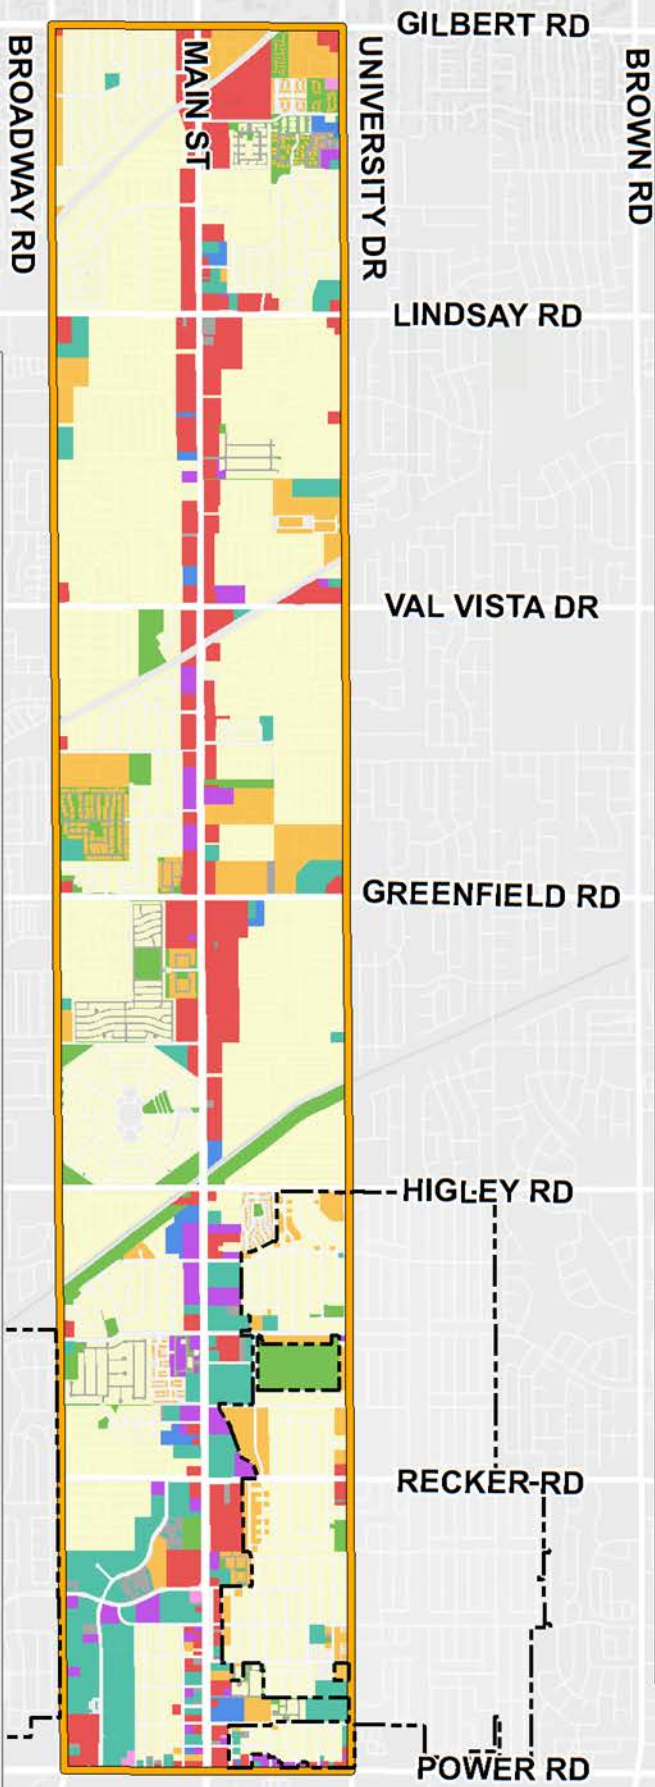 GILBERT RD
BROADWAY RD
MAIN ST
UNIVERSITY DR
BROWN RD
LINDSAY RD
VAL VISTA DR
GREENFIELD RD
HIGLEY RD
RECKER RD
POWER RD